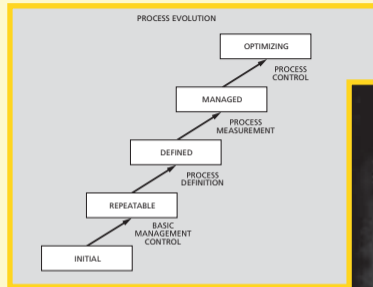 PROCESS EVOLUTION
OPTIMIZING
PROCESS
CONTROL
MANAGED
PROCESS
MEASUREMENT
DEFINED
PROCESS
DEFINITION
REPEATABLE
BASIC
MANAGEMENT
CONTROL
INITIAL